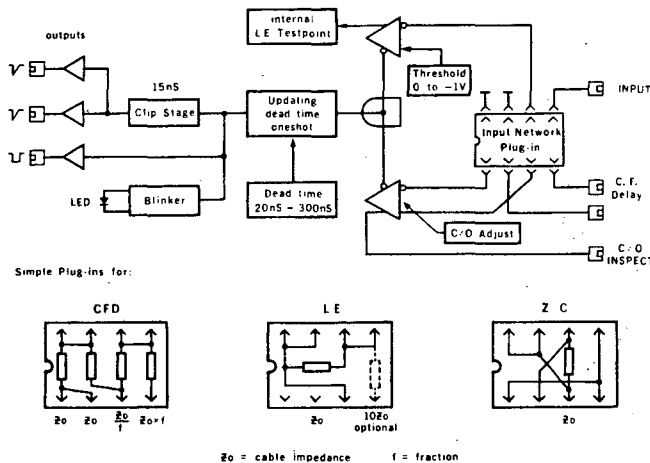 outputs
Internal
LE Testpoint
Threshold
0 to -1V
INPUT
15nS
Clip Stage
Updating
dead time
oneshot
Input Network
Plug-in
C.F.
Delay
LED
Blinker
Dead time
20nS - 300nS
C/O Adjust
C/O
INSPECT
Simple Plug-ins for:
CFD
LE
ZC
Zo Zo Zo/f Zo×f
Zo 10Zo
optional
Zo
Zo = cable impedance f = fraction